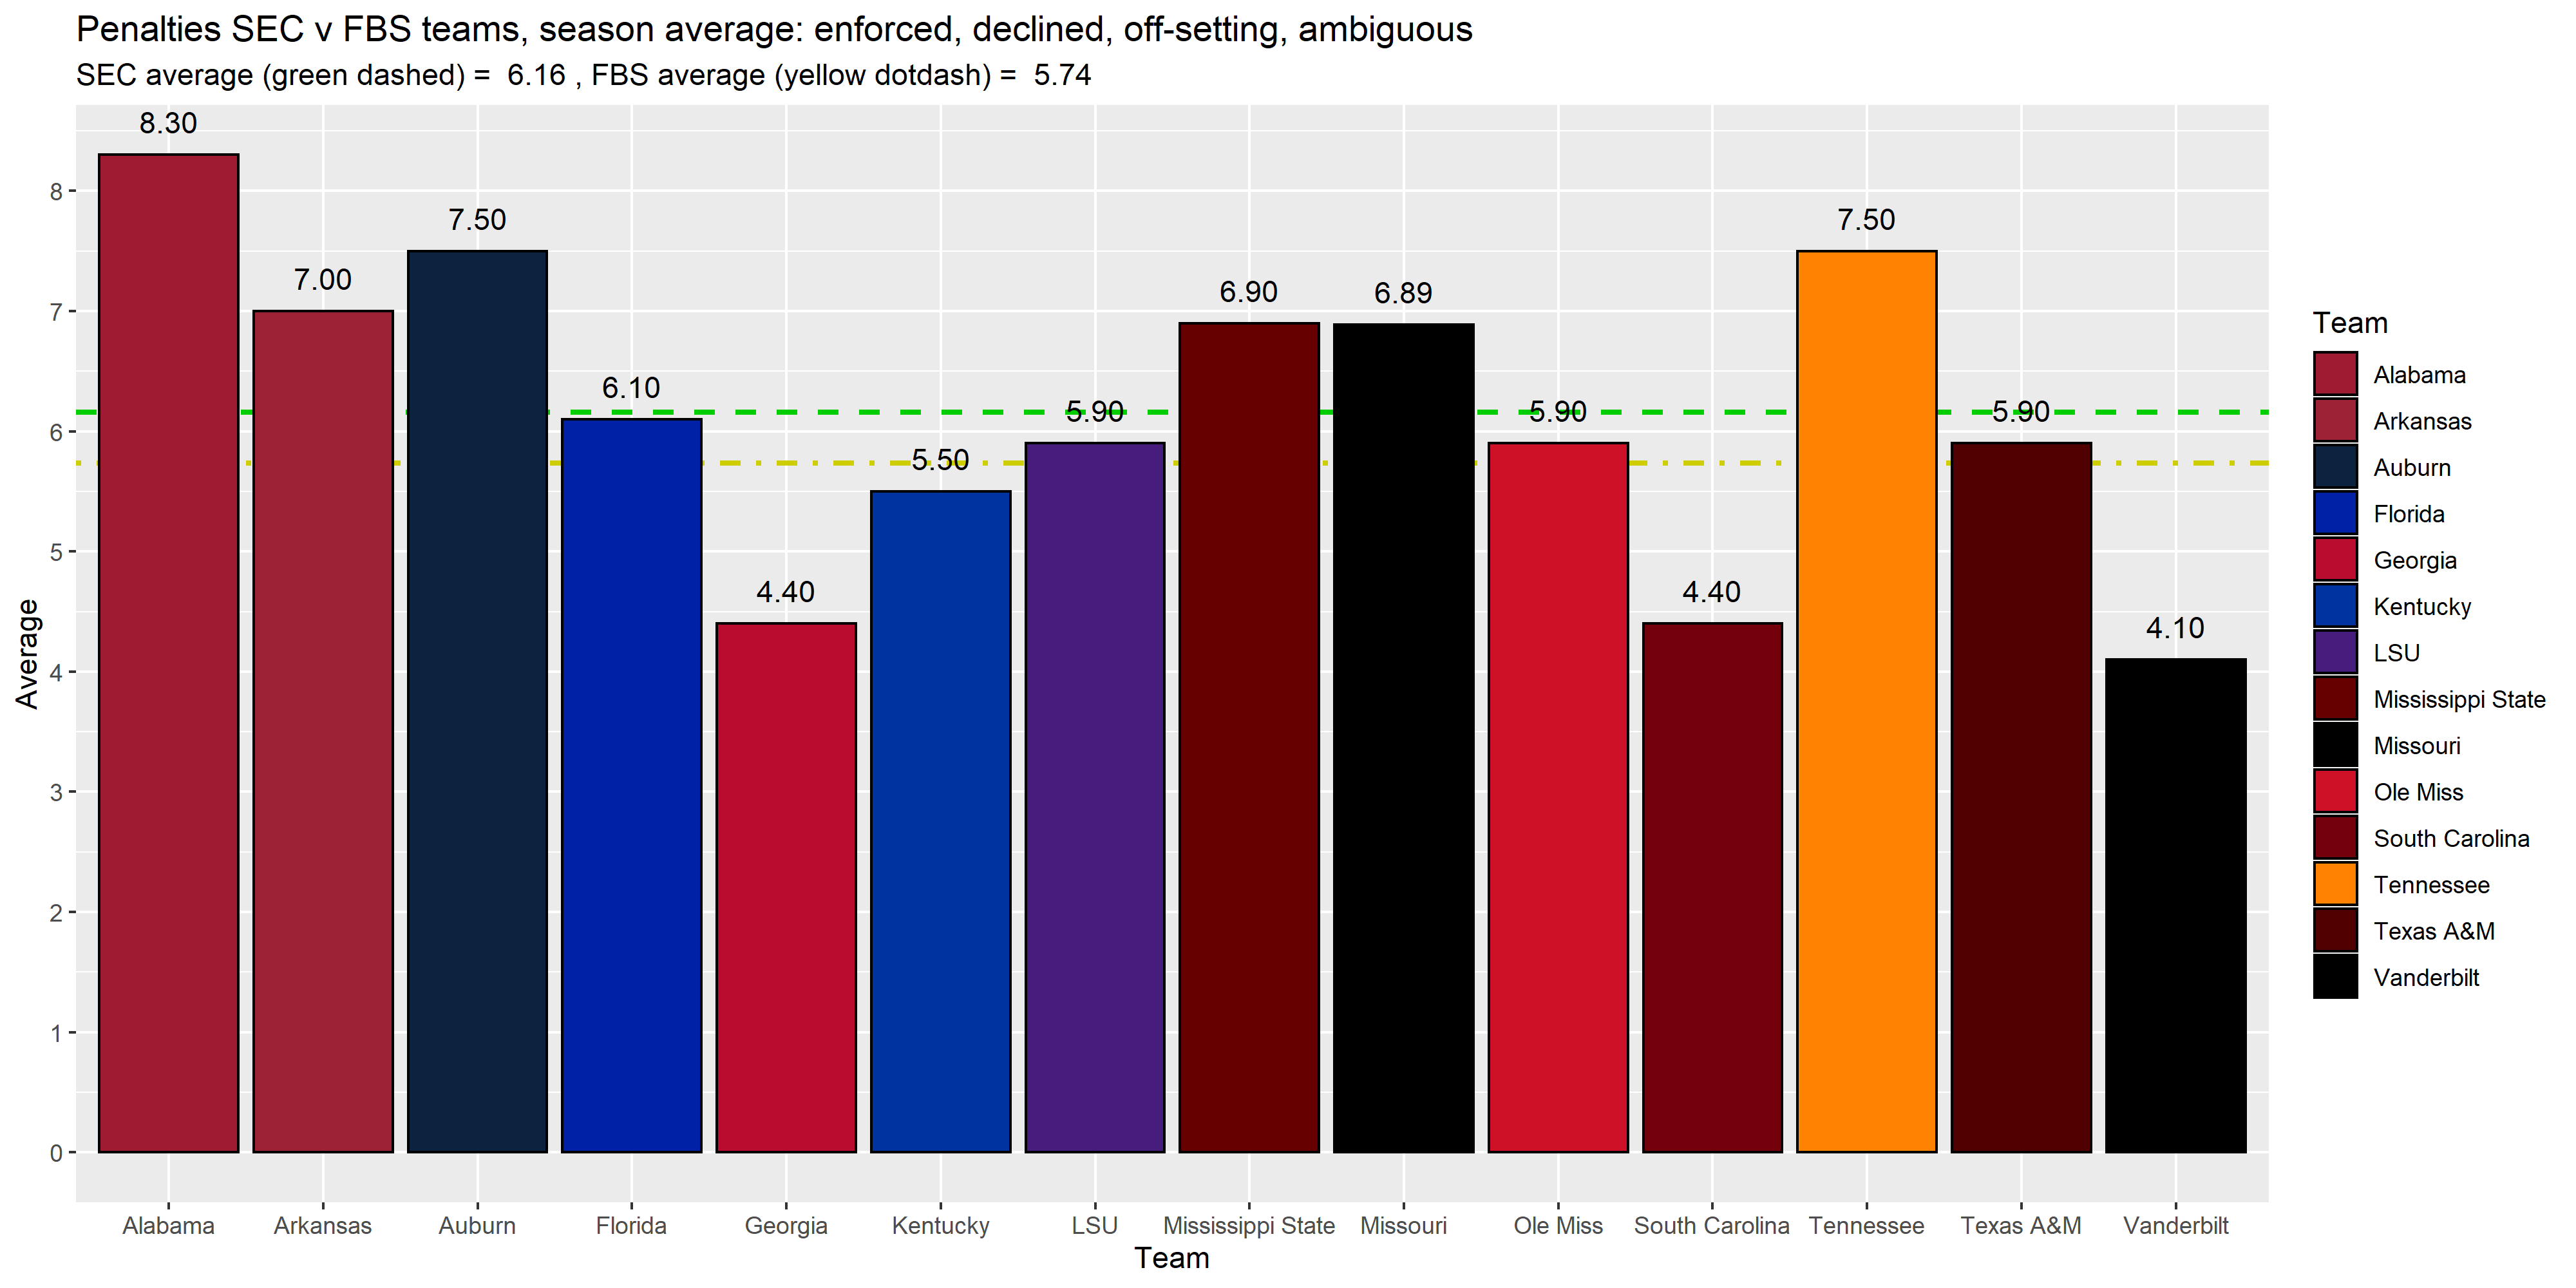 Penalties SEC v FBS teams, season average: enforced, declined, off-setting, ambiguous
SEC average (green dashed) =  6.16 , FBS average (yellow dotdash) =  5.74
8.30
7.00
7.50
6.10
4.40
5.50
5.90
6.90
6.89
5.90
4.40
7.50
5.90
4.10
8
7
6
5
4
3
2
1
0
Average
Alabama
Arkansas
Auburn
Florida
Georgia
Kentucky
LSU
Mississippi State
Missouri
Ole Miss
South Carolina
Tennessee
Texas A&M
Vanderbilt
Team
Team
Alabama
Arkansas
Auburn
Florida
Georgia
Kentucky
LSU
Mississippi State
Missouri
Ole Miss
South Carolina
Tennessee
Texas A&M
Vanderbilt